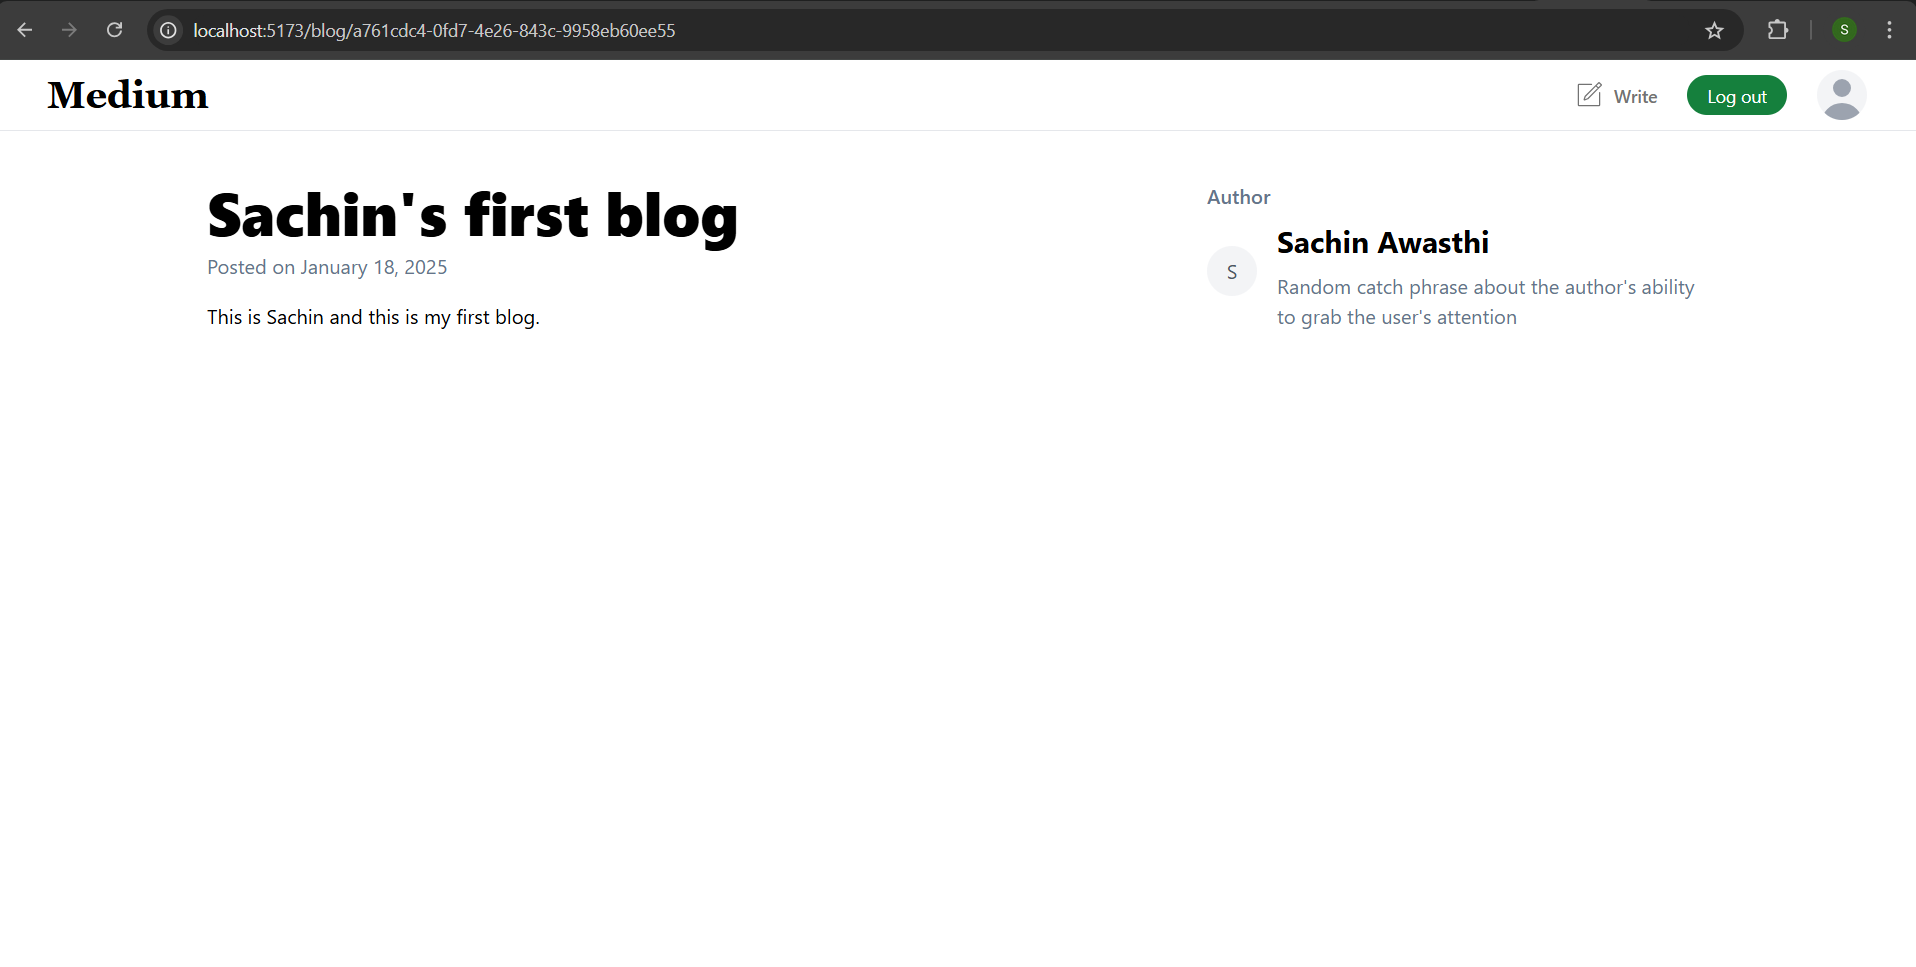 localhost:5173/blog/a761cdc4-0fd7-4e26-843c-9958eb60ee55
S
Medium
Write
Log out
Sachin's first blog
Posted on January 18, 2025
This is Sachin and this is my first blog.
Author
S
Sachin Awasthi
Random catch phrase about the author's ability
to grab the user's attention